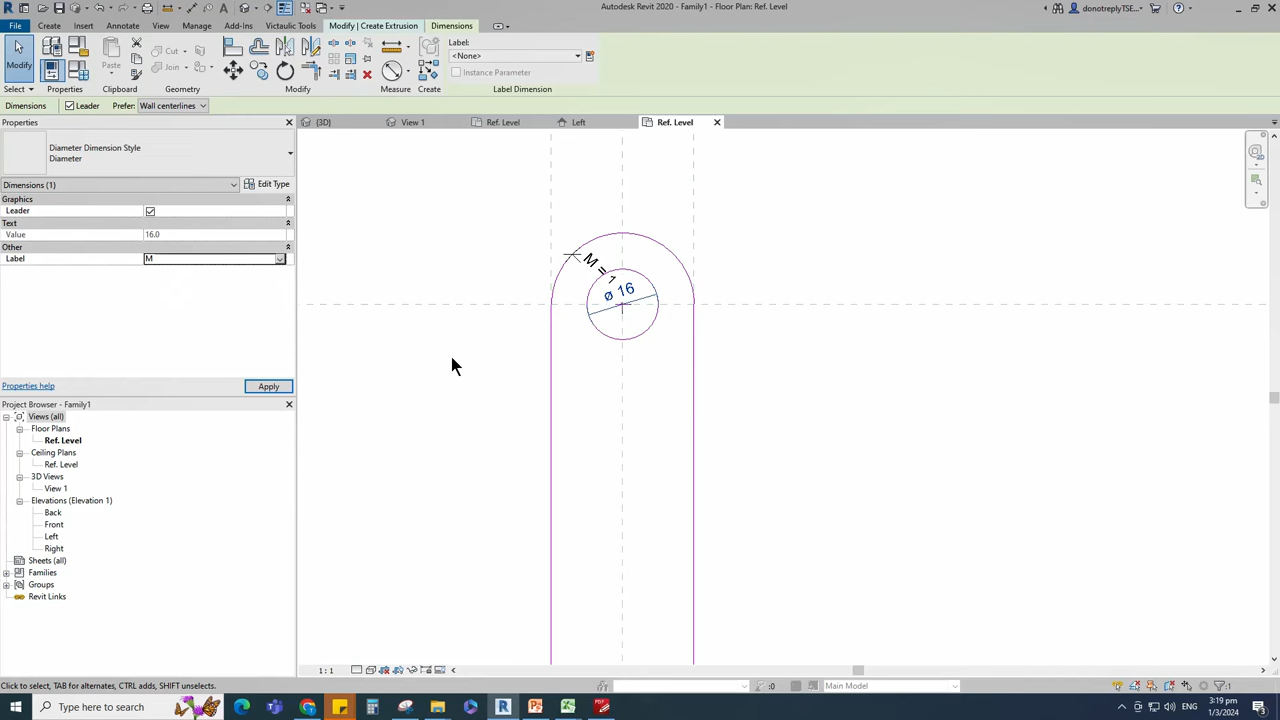 Autodesk Revit 2020 - Family1 - Floor Plan: Ref. Level
donotreplyTSE...
File Create Insert Annotate View Manage Add-Ins Victaulic Tools Modify | Create Extrusion Dimensions
Modify
Paste
Cut
Join
Label:
<None>
Instance Parameter
Select Properties Clipboard Geometry Modify Measure Create Label Dimension
Dimensions Leader Prefer: Wall centerlines
Properties
{3D} View 1 Ref. Level Left Ref. Level
Diameter Dimension Style
Diameter
Dimensions (1) Edit Type
Graphics
Leader
Text
Value 16.0
Other
Label M
M = 
ø 16
Properties help Apply
Project Browser - Family1
Views (all)
Floor Plans
Ref. Level
Ceiling Plans
Ref. Level
3D Views
View 1
Elevations (Elevation 1)
Back
Front
Left
Right
Sheets (all)
Families
Groups
Revit Links
1 : 1
Click to select, TAB for alternates, CTRL adds, SHIFT unselects.
:0
Main Model
:1
Type here to search
3:19 pm
1/3/2024